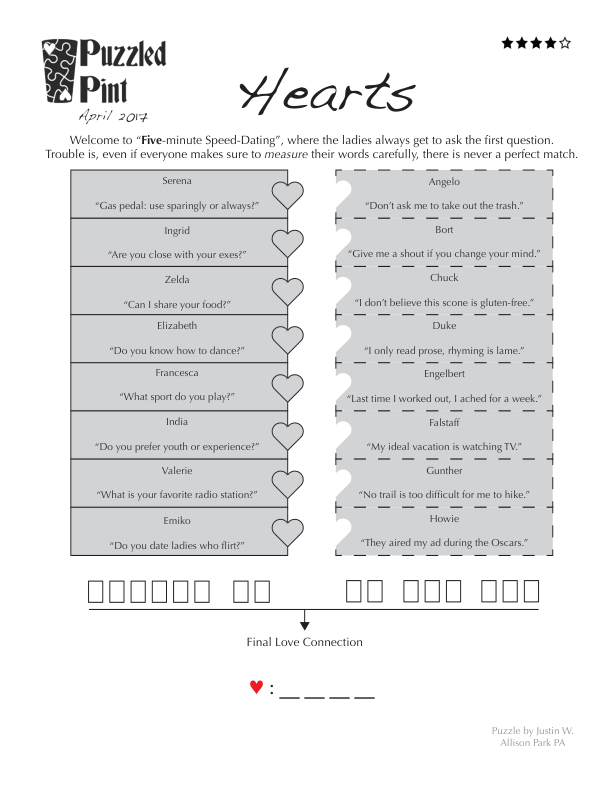 Puzzled
Pint
April 2017
Hearts
Welcome to “Five-minute Speed-Dating”, where the ladies always get to ask the first question.
Trouble is, even if everyone makes sure to measure their words carefully, there is never a perfect match.
Serena
“Gas pedal: use sparingly or always?”
Ingrid
“Are you close with your exes?”
Zelda
“Can I share your food?”
Elizabeth
“Do you know how to dance?”
Francesca
“What sport do you play?”
India
“Do you prefer youth or experience?”
Valerie
“What is your favorite radio station?”
Emiko
“Do you date ladies who flirt?”
Angelo
“Don’t ask me to take out the trash.”
Bort
“Give me a shout if you change your mind.”
Chuck
“I don’t believe this scone is gluten-free.”
Duke
“I only read prose, rhyming is lame.”
Engelbert
“Last time I worked out, I ached for a week.”
Falstaff
“My ideal vacation is watching TV.”
Gunther
“No trail is too difficult for me to hike.”
Howie
“They aired my ad during the Oscars.”
Final Love Connection
♥ : __ __ __ __
Puzzle by Justin W.
Allison Park PA